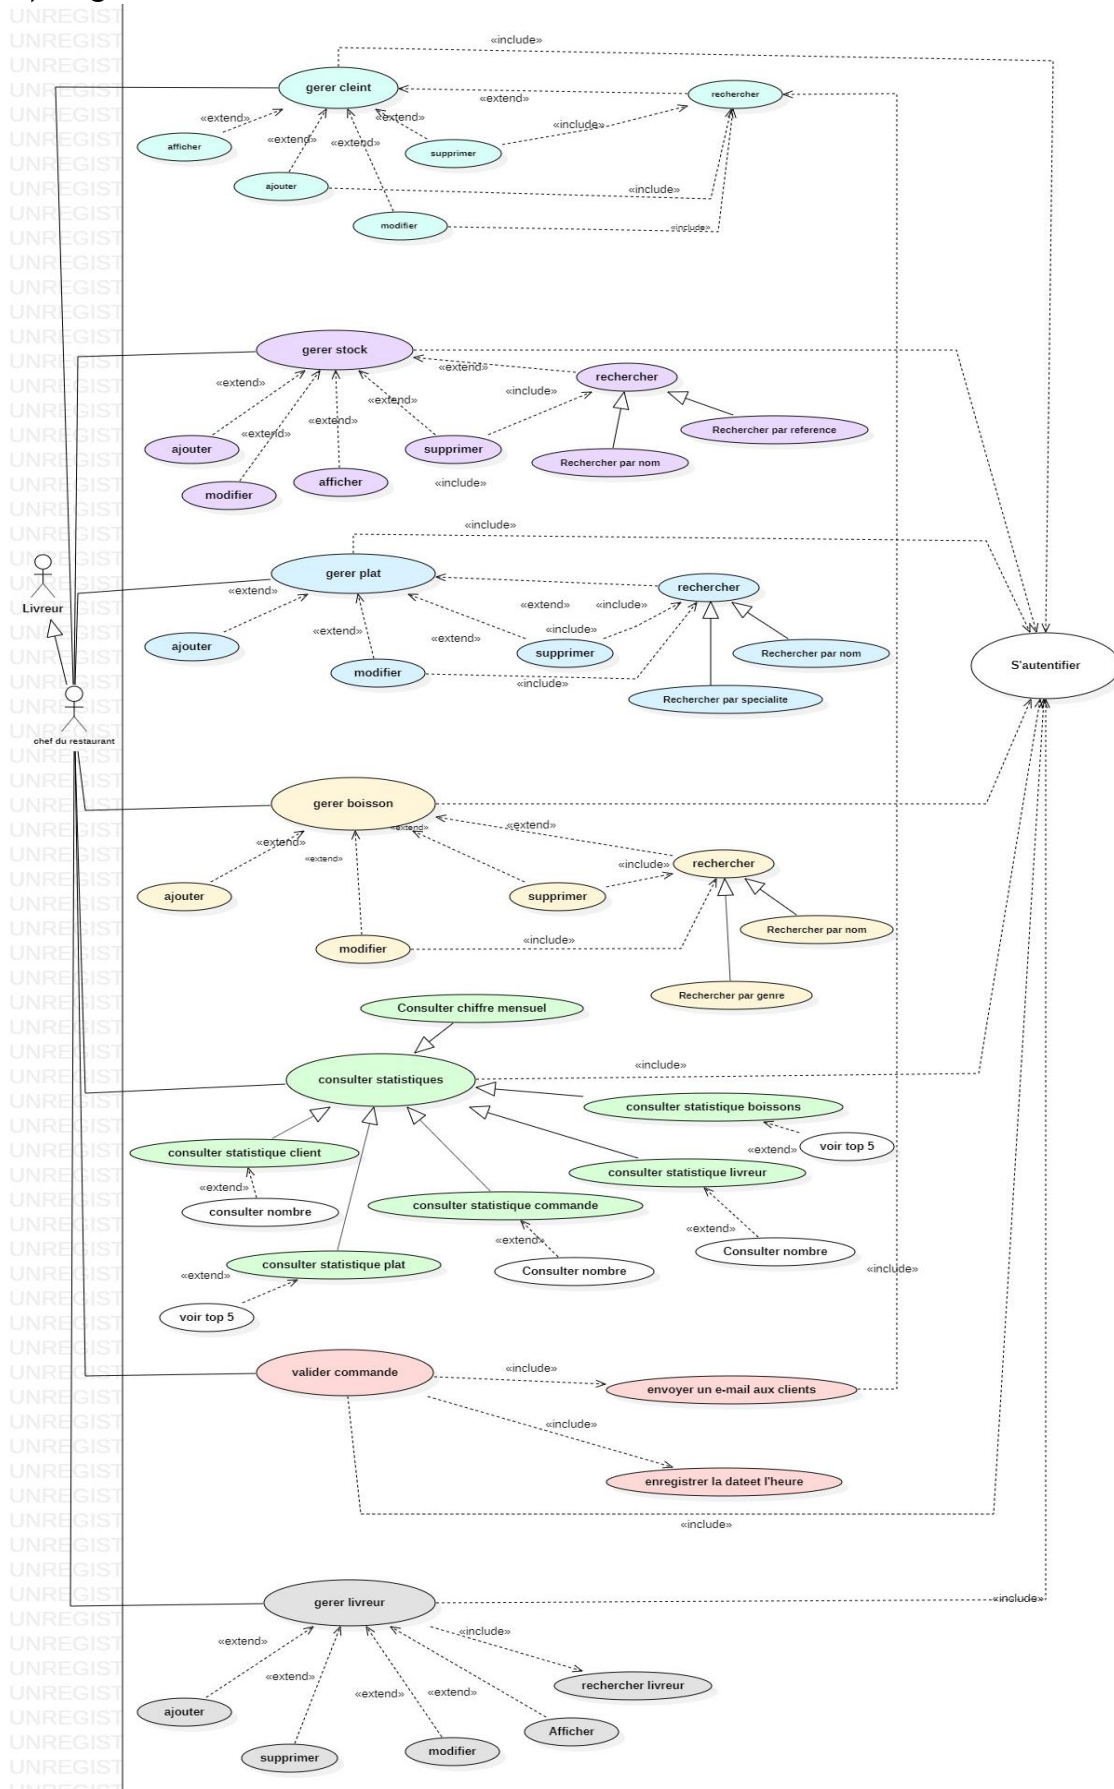 «include»
gerer cleint
«extend»
rechercher
«extend»
«extend»
«include»
afficher
«extend»
«extend»
supprimer
ajouter
«include»
modifier
«include»
gerer stock
«extend»
rechercher
«extend»
«include»
«extend»
«extend»
Rechercher par reference
ajouter
supprimer
Rechercher par nom
afficher
«include»
modifier
«include»
gerer plat
rechercher
«extend»
«extend»
«include»
Livreur
«extend»
«extend»
«include»
ajouter
supprimer
Rechercher par nom
S'autentifier
modifier
«include»
Rechercher par specialite
chef du restaurant
gerer boisson
«extend»
«extend»
«extend»
«extend»
«include»
rechercher
ajouter
supprimer
Rechercher par nom
«include»
modifier
Rechercher par genre
Consulter chiffre mensuel
«include»
consulter statistiques
consulter statistique boissons
voir top 5
«extend»
consulter statistique client
consulter statistique livreur
«extend»
consulter nombre
consulter statistique commande
«extend»
«extend»
Consulter nombre
consulter statistique plat
«include»
«extend»
Consulter nombre
voir top 5
«include»
valider commande
envoyer un e-mail aux clients
«include»
enregistrer la dateet l'heure
«include»
gerer livreur
«include»
«extend»
«include»
«extend»
rechercher livreur
«extend»
«extend»
ajouter
Afficher
modifier
supprimer